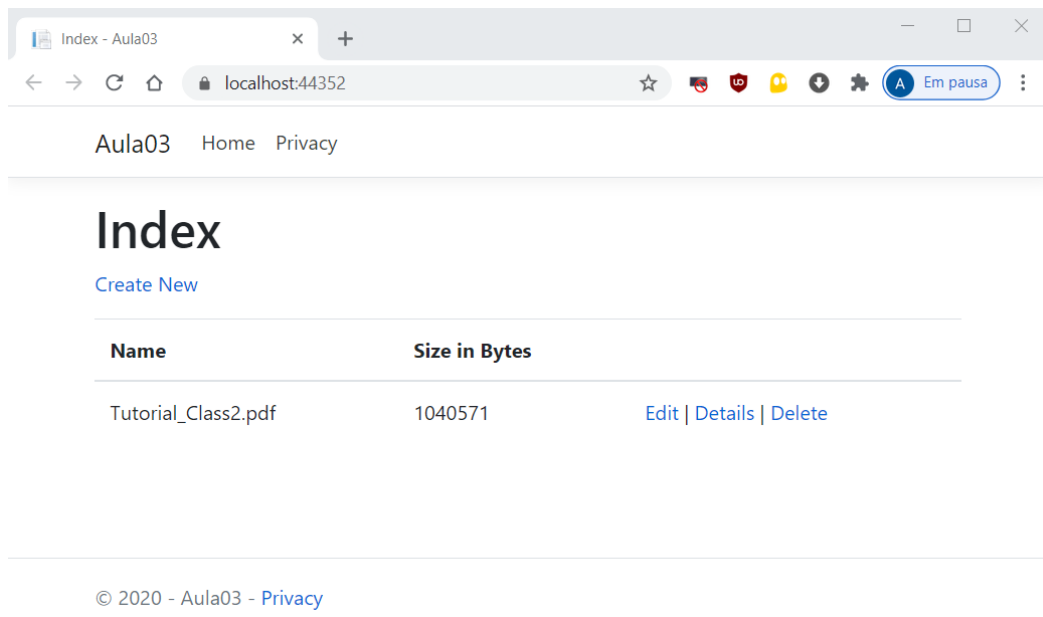 Index - Aula03
localhost:44352
A Em pausa
Aula03 Home Privacy
Index
Create New
Name Size in Bytes
Tutorial_Class2.pdf 1040571 Edit | Details | Delete
© 2020 - Aula03 - Privacy